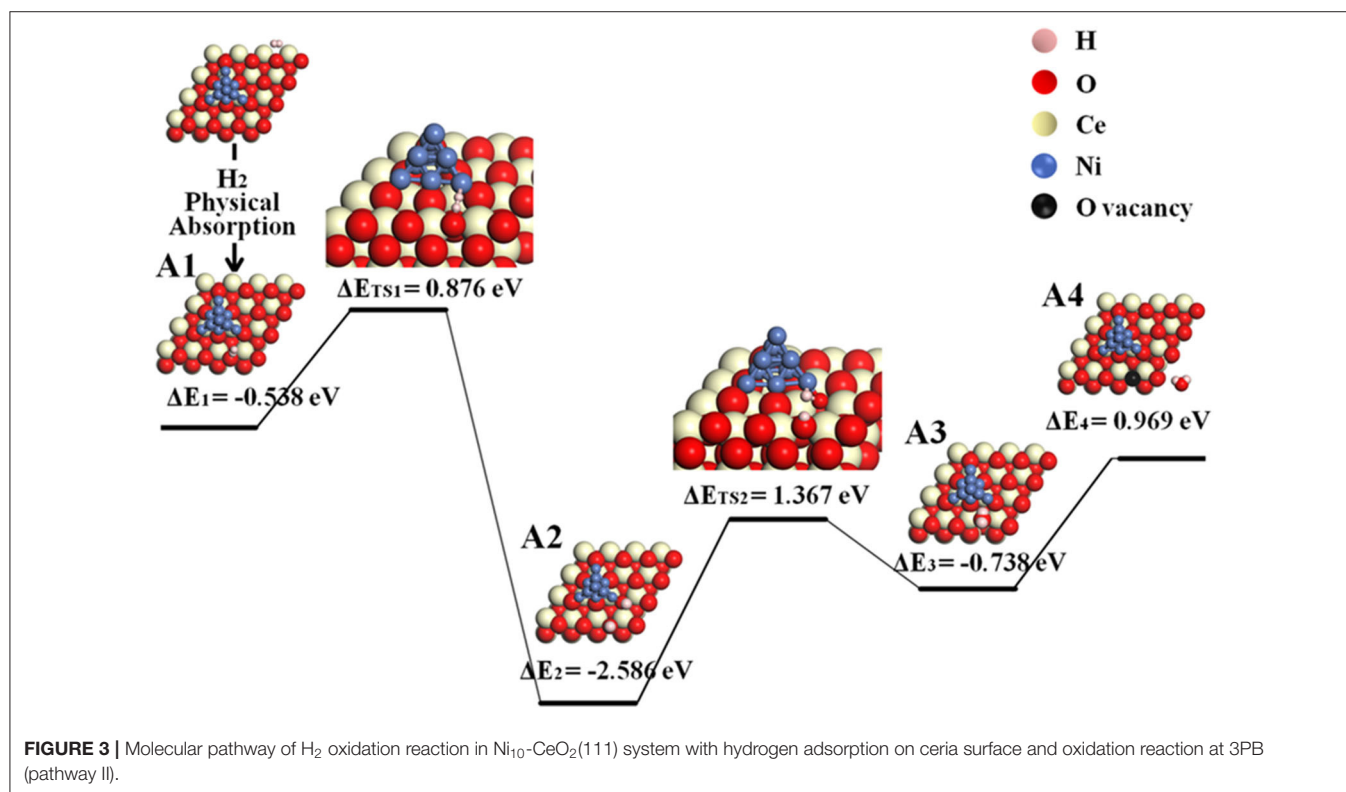 H
O
Ce
Ni
O vacancy
H2
Physical
Absorption
A1
ΔE1= -0.538 eV
ΔETS1= 0.876 eV
A2
ΔE2= -2.586 eV
ΔETS2= 1.367 eV
A3
ΔE3= -0.738 eV
A4
ΔE4= 0.969 eV
FIGURE 3 | Molecular pathway of H2 oxidation reaction in Ni10-CeO2(111) system with hydrogen adsorption on ceria surface and oxidation reaction at 3PB
(pathway II).